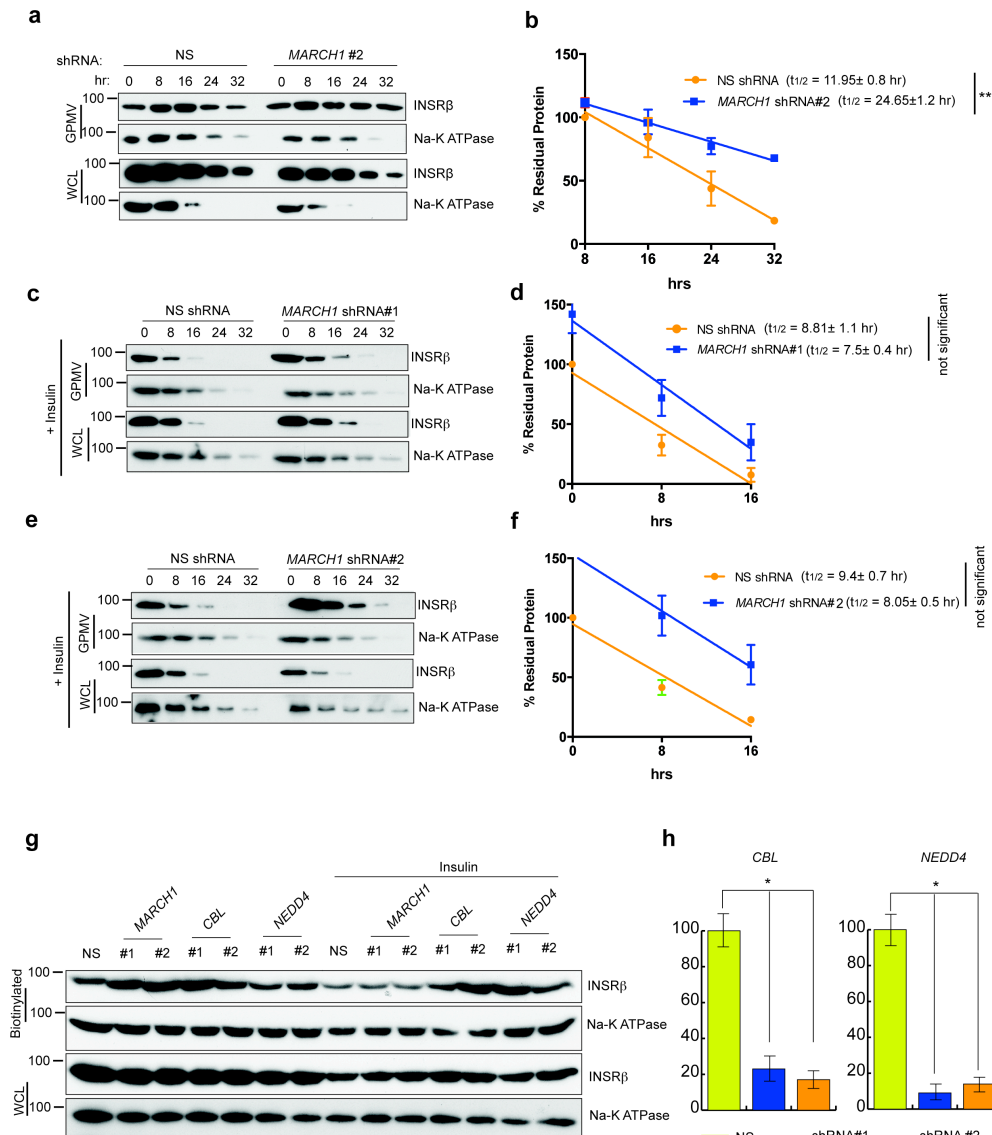 a
shRNA: NS MARCH1 #2
hr: 0 8 16 24 32 0 8 16 24 32
GPMV
100 INSRβ
100 Na-K ATPase
WCL
100 INSRβ
100 Na-K ATPase
b
% Residual Protein
150
100
50
0
8 16 24 32
hrs
NS shRNA (t1/2 = 11.95± 0.8 hr)
MARCH1 shRNA#2 (t1/2 = 24.65±1.2 hr)
**
c
NS shRNA MARCH1 shRNA#1
0 8 16 24 32 0 8 16 24 32
+ Insulin
GPMV
100 INSRβ
100 Na-K ATPase
WCL
100 INSRβ
100 Na-K ATPase
d
% Residual Protein
150
100
50
0
0 8 16
hrs
NS shRNA (t1/2 = 8.81± 1.1 hr)
MARCH1 shRNA#1 (t1/2 = 7.5± 0.4 hr)
not significant
e
NS shRNA MARCH1 shRNA#2
0 8 16 24 32 0 8 16 24 32
+ Insulin
GPMV
100 INSRβ
100 Na-K ATPase
WCL
100 INSRβ
100 Na-K ATPase
f
% Residual Protein
150
100
50
0
0 8 16
hrs
NS shRNA (t1/2 = 9.4± 0.7 hr)
MARCH1 shRNA#2 (t1/2 = 8.05± 0.5 hr)
not significant
g
Insulin
MARCH1 CBL NEDD4 MARCH1 CBL NEDD4
NS #1 #2 #1 #2 #1 #2 NS #1 #2 #1 #2 #1 #2
Biotinylated
100 INSRβ
100 Na-K ATPase
WCL
100 INSRβ
100 Na-K ATPase
h
CBL
*
100
80
60
40
20
0
NEDD4
*
100
80
60
40
20
0
NS shRNA#1 shRNA #2